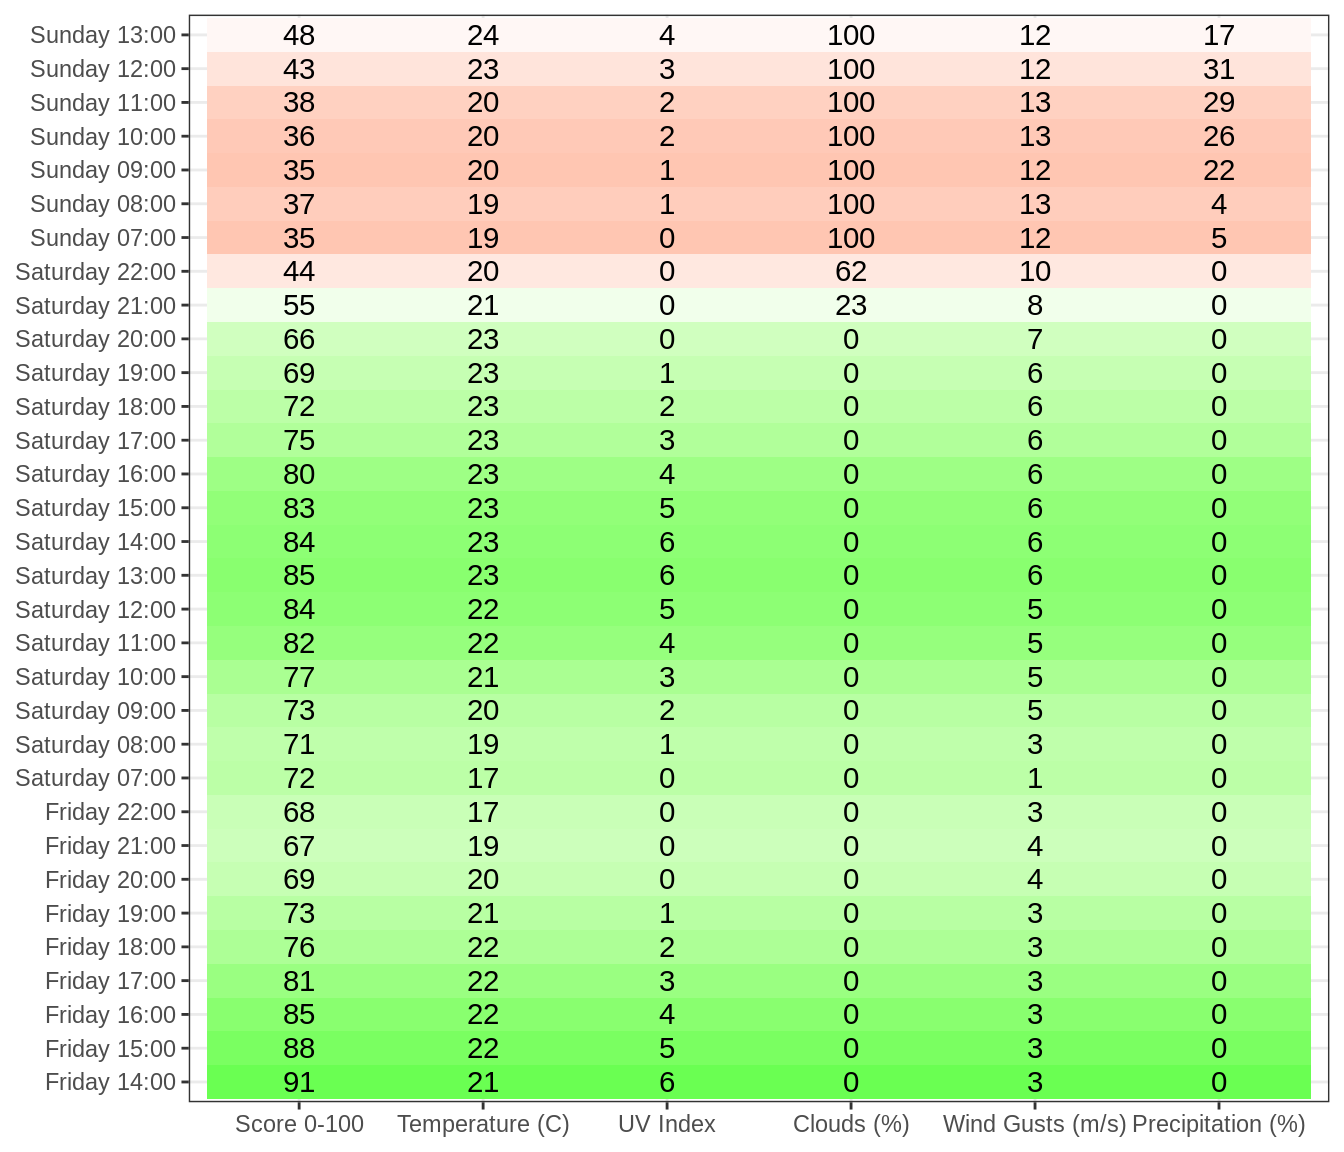 Sunday 13:00 48 24 4 100 12 17
Sunday 12:00 43 23 3 100 12 31
Sunday 11:00 38 20 2 100 13 29
Sunday 10:00 36 20 2 100 13 26
Sunday 09:00 35 20 1 100 12 22
Sunday 08:00 37 19 1 100 13 4
Sunday 07:00 35 19 0 100 12 5
Saturday 22:00 44 20 0 62 10 0
Saturday 21:00 55 21 0 23 8 0
Saturday 20:00 66 23 0 0 7 0
Saturday 19:00 69 23 1 0 6 0
Saturday 18:00 72 23 2 0 6 0
Saturday 17:00 75 23 3 0 6 0
Saturday 16:00 80 23 4 0 6 0
Saturday 15:00 83 23 5 0 6 0
Saturday 14:00 84 23 6 0 6 0
Saturday 13:00 85 23 6 0 6 0
Saturday 12:00 84 22 5 0 5 0
Saturday 11:00 82 22 4 0 5 0
Saturday 10:00 77 21 3 0 5 0
Saturday 09:00 73 20 2 0 5 0
Saturday 08:00 71 19 1 0 3 0
Saturday 07:00 72 17 0 0 1 0
Friday 22:00 68 17 0 0 3 0
Friday 21:00 67 19 0 0 4 0
Friday 20:00 69 20 0 0 4 0
Friday 19:00 73 21 1 0 3 0
Friday 18:00 76 22 2 0 3 0
Friday 17:00 81 22 3 0 3 0
Friday 16:00 85 22 4 0 3 0
Friday 15:00 88 22 5 0 3 0
Friday 14:00 91 21 6 0 3 0
Score 0-100 Temperature (C) UV Index Clouds (%) Wind Gusts (m/s) Precipitation (%)